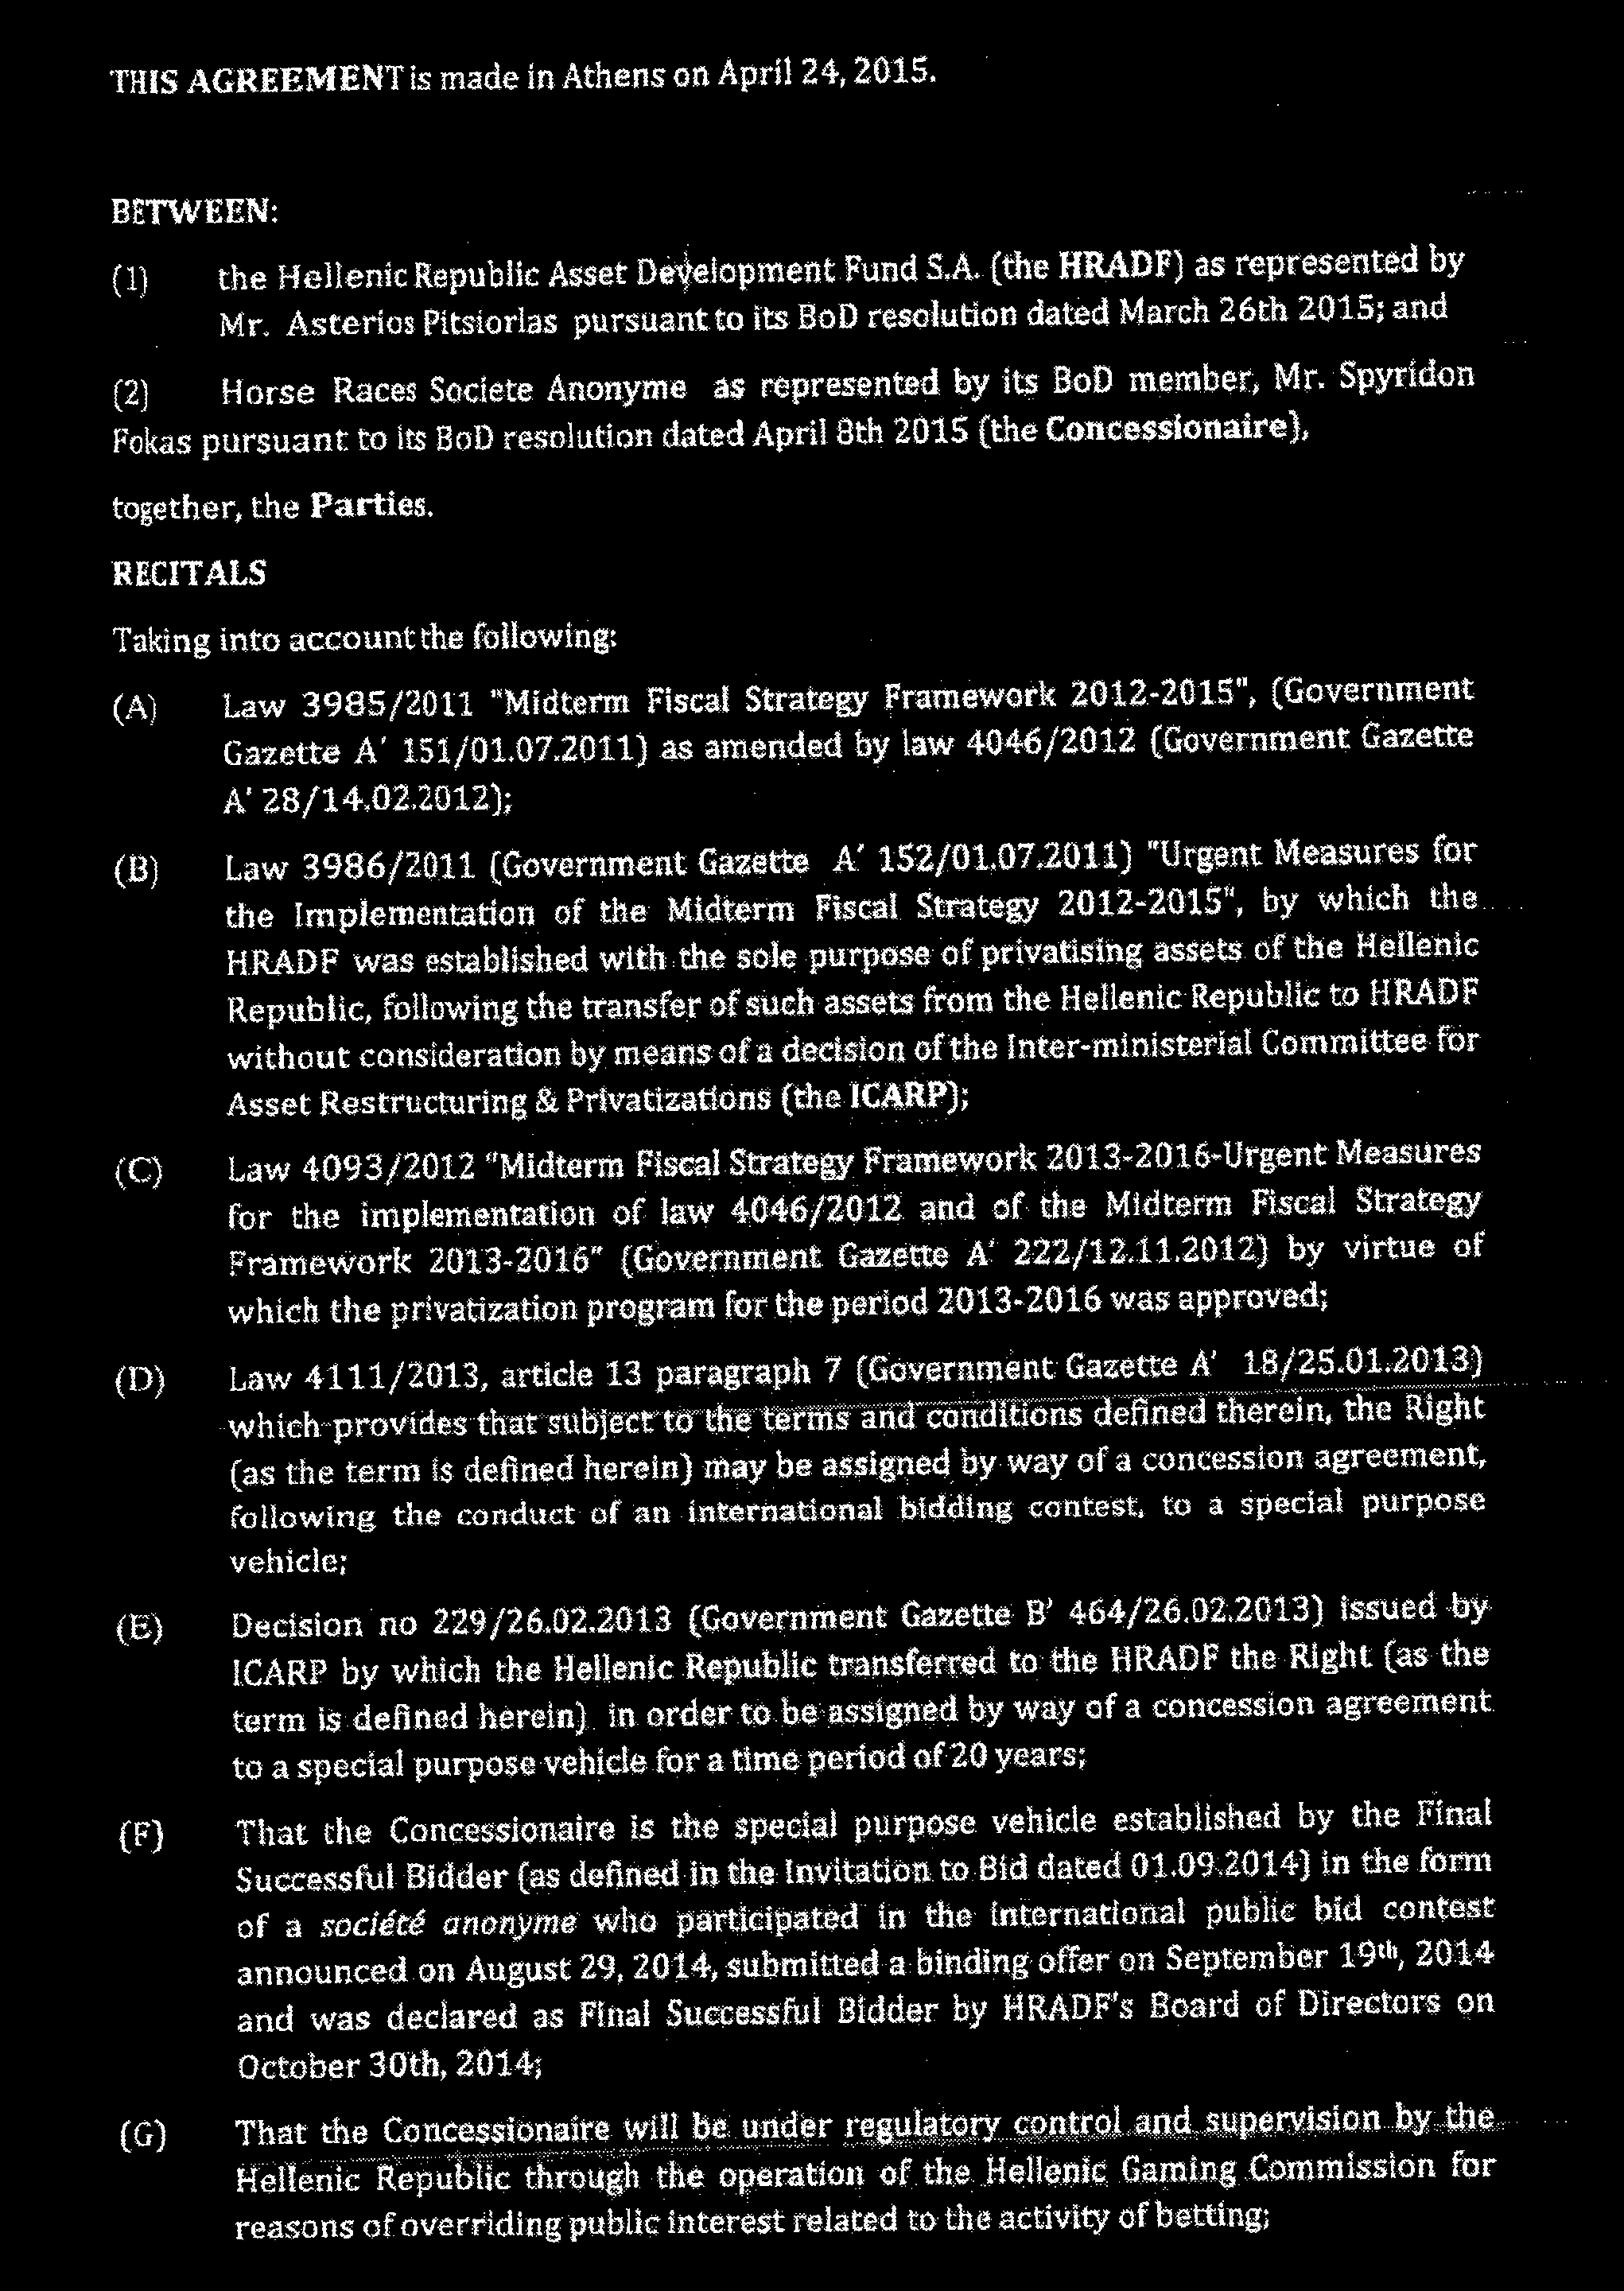 THIS AGREEMENT is made in Athens on April 24, 2015.
BETWEEN:
(1) the Hellenic Republic Asset Development Fund S.A. (the HRADF) as represented by
Mr. Asterios Pitsiorlas pursuant to its BoD resolution dated March 26th 2015; and
(2) Horse Races Societe Anonyme as represented by its BoD member, Mr. Spyridon
Fokas pursuant to its BoD resolution dated April 8th 2015 (the Concessionaire),
together, the Parties.
RECITALS
Taking into account the following:
(A) Law 3985/2011 "Midterm Fiscal Strategy Framework 2012-2015", (Government
Gazette A' 151/01.07.2011) as amended by law 4046/2012 (Government Gazette
A' 28/14.02.2012);
(B) Law 3986/2011 (Government Gazette A' 152/01.07.2011) "Urgent Measures for
the Implementation of the Midterm Fiscal Strategy 2012-2015", by which the
HRADF was established with the sole purpose of privatising assets of the Hellenic
Republic, following the transfer of such assets from the Hellenic Republic to HRADF
without consideration by means of a decision of the Inter-ministerial Committee for
Asset Restructuring & Privatizations (the ICARP);
(C) Law 4093/2012 "Midterm Fiscal Strategy Framework 2013-2016-Urgent Measures
for the implementation of law 4046/2012 and of the Midterm Fiscal Strategy
Framework 2013-2016" (Government Gazette A' 222/12.11.2012) by virtue of
which the privatization program for the period 2013-2016 was approved;
(D) Law 4111/2013, article 13 paragraph 7 (Government Gazette A' 18/25.01.2013)
which provides that subject to the terms and conditions defined therein, the Right
(as the term is defined herein) may be assigned by way of a concession agreement,
following the conduct of an international bidding contest, to a special purpose
vehicle;
(E) Decision no 229/26.02.2013 (Government Gazette B' 464/26.02.2013) issued by
ICARP by which the Hellenic Republic transferred to the HRADF the Right (as the
term is defined herein) in order to be assigned by way of a concession agreement
to a special purpose vehicle for a time period of 20 years;
(F) That the Concessionaire is the special purpose vehicle established by the Final
Successful Bidder (as defined in the Invitation to Bid dated 01.09.2014) in the form
of a société anonyme who participated in the international public bid contest
announced on August 29, 2014, submitted a binding offer on September 19th, 2014
and was declared as Final Successful Bidder by HRADF's Board of Directors on
October 30th, 2014;
(G) That the Concessionaire will be under regulatory control and supervision by the
Hellenic Republic through the operation of the Hellenic Gaming Commission for
reasons of overriding public interest related to the activity of betting;